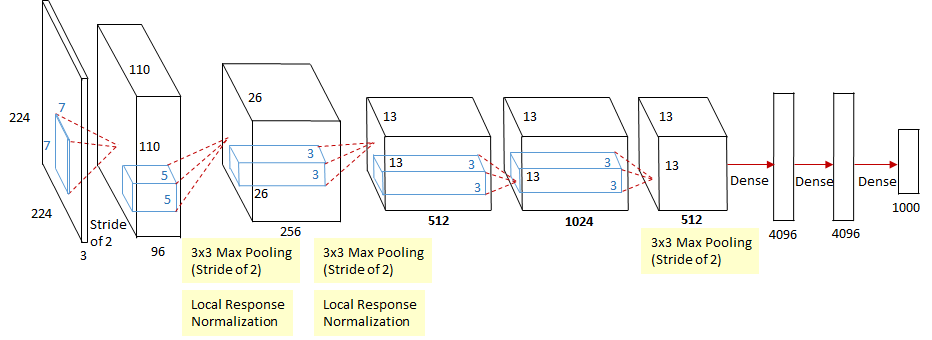 224
7
7
224
3
Stride
of 2
110
110
5
5
96
26
3
3
26
256
3x3 Max Pooling
(Stride of 2)
Local Response
Normalization
3x3 Max Pooling
(Stride of 2)
Local Response
Normalization
13
13
3
3
512
13
13
3
3
1024
13
13
512
3x3 Max Pooling
(Stride of 2)
Dense
4096
Dense
4096
Dense
1000